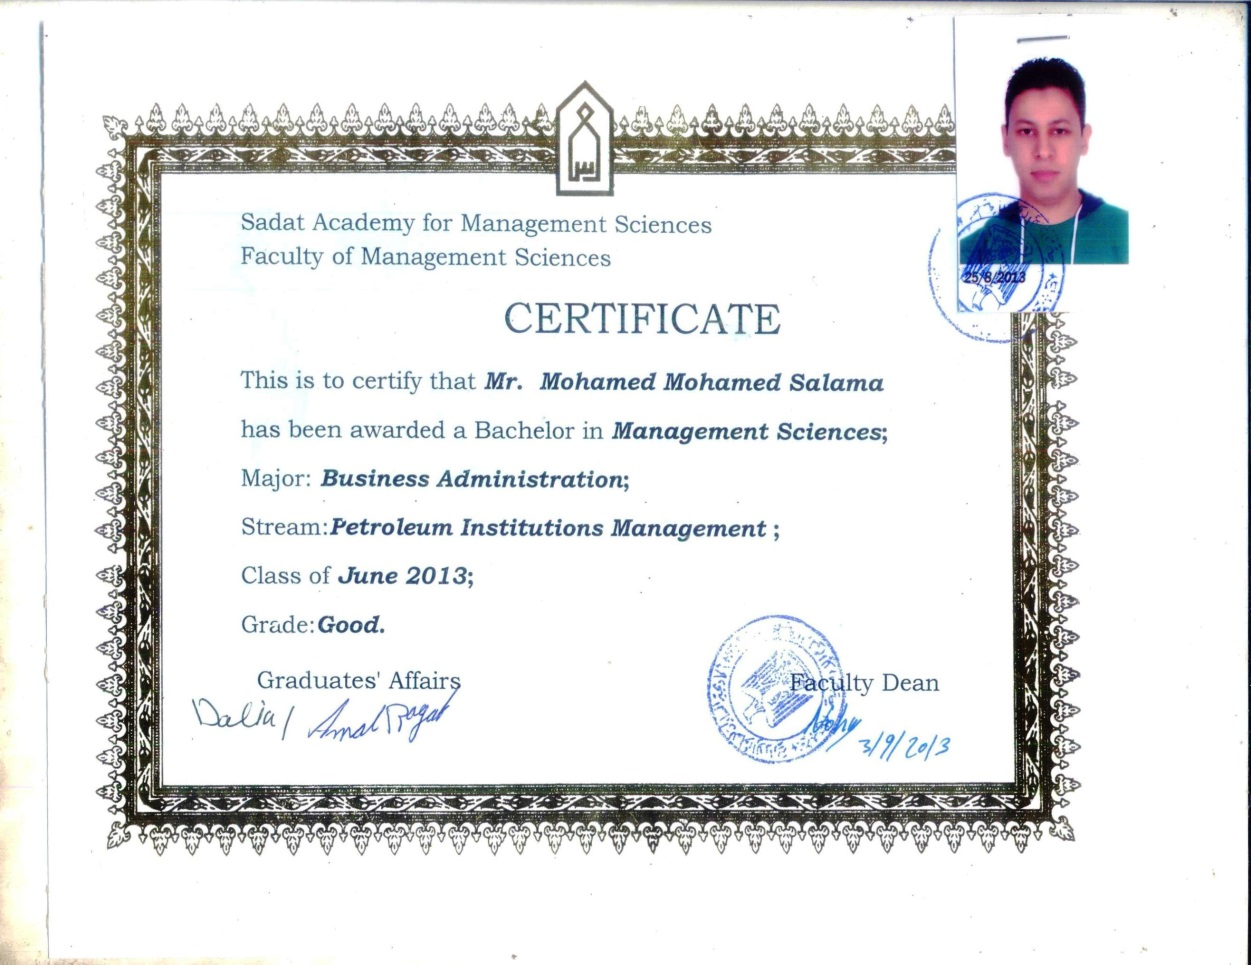 Sadat Academy for Management Sciences
Faculty of Management Sciences
25/8/2013
CERTIFICATE
This is to certify that Mr. Mohamed Mohamed Salama
has been awarded a Bachelor in Management Sciences;
Major: Business Administration;
Stream:Petroleum Institutions Management ;
Class of June 2013;
Grade:Good.
Graduates' Affairs
Faculty Dean
Dalia / Amal Ragab
3/9/2013